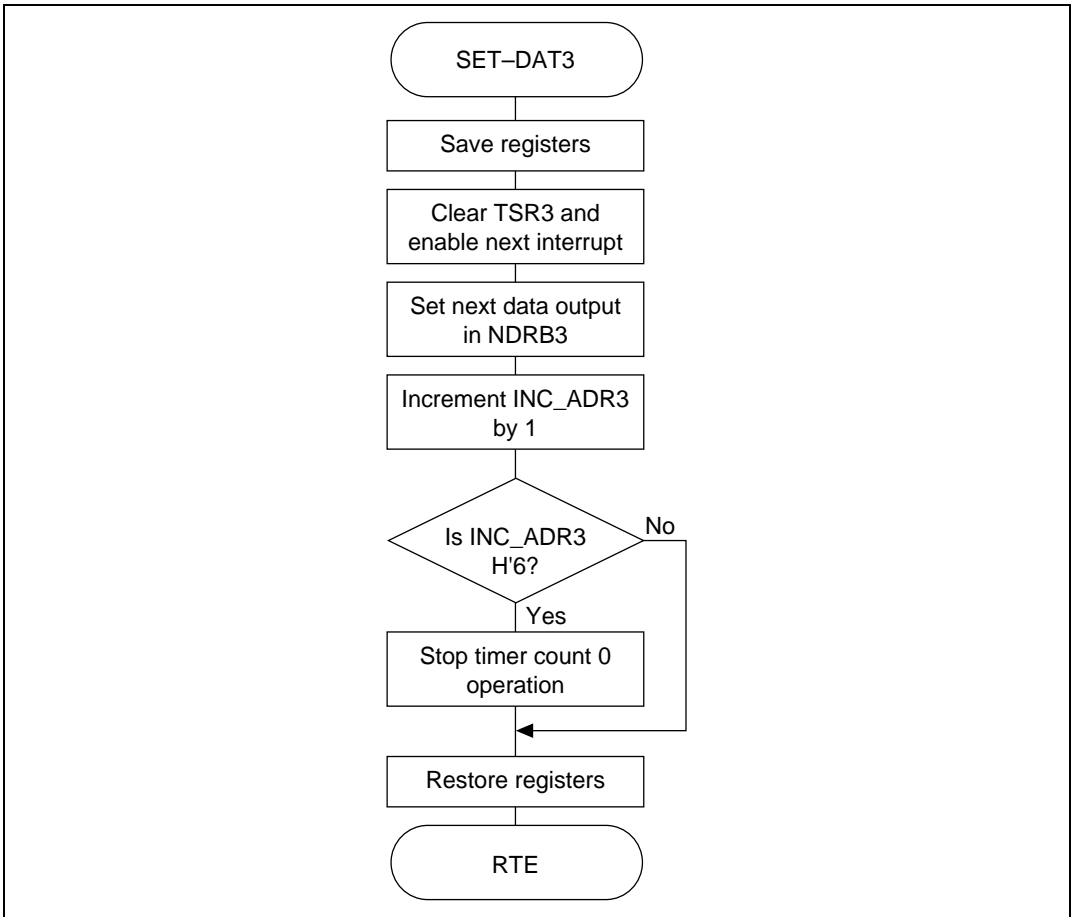 SET–DAT3
Save registers
Clear TSR3 and
enable next interrupt
Set next data output
in NDRB3
Increment INC_ADR3
by 1
Is INC_ADR3
H'6?
No
Yes
Stop timer count 0
operation
Restore registers
RTE